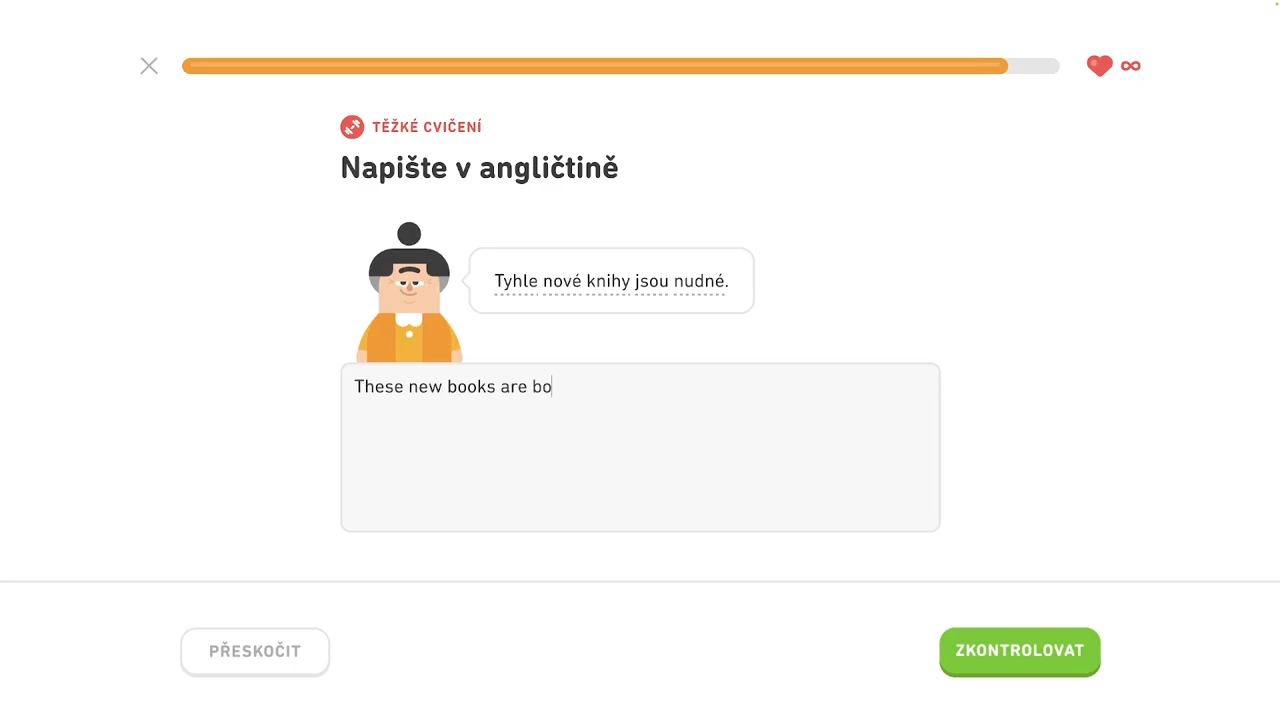 TĚŽKÉ CVIČENÍ
Napište v angličtině
Tyhle nové knihy jsou nudné.
These new books are bo
PŘESKOČIT
ZKONTROLOVAT